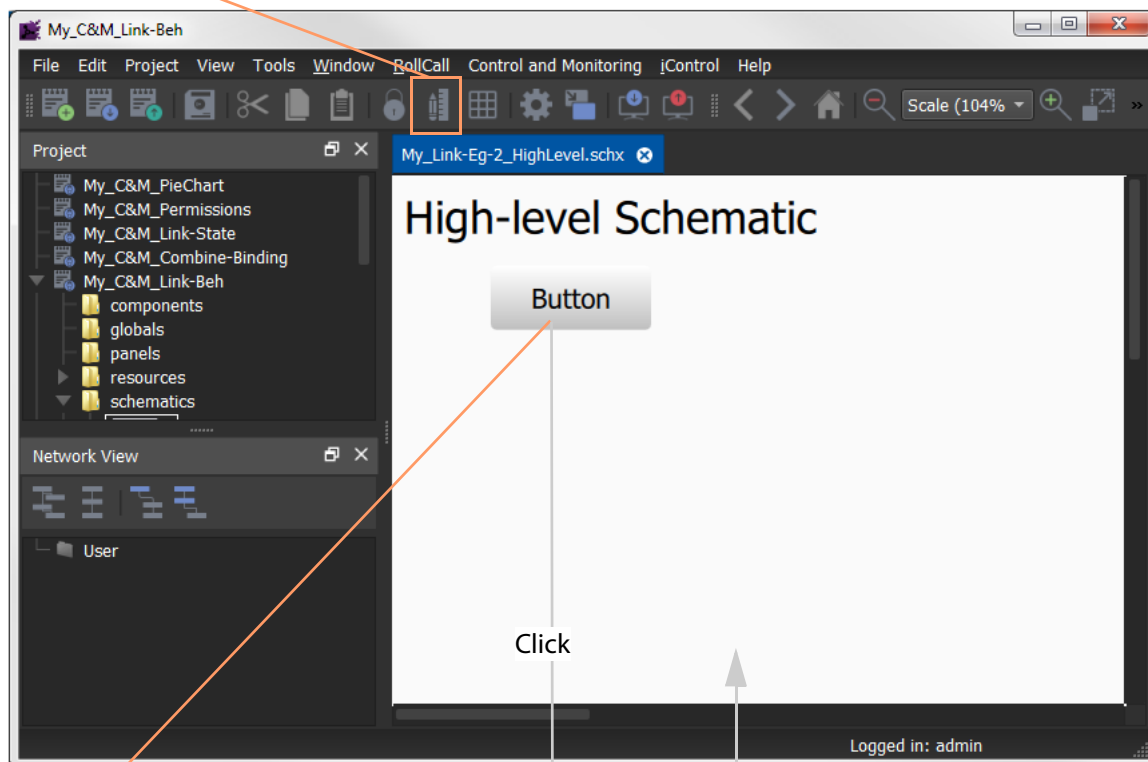 My_C&M_Link-Beh
File Edit Project View Tools Window RollCall Control and Monitoring iControl Help
Scale (104% »
Project
My_Link-Eg-2_HighLevel.schx
My_C&M_PieChart
My_C&M_Permissions
My_C&M_Link-State
My_C&M_Combine-Binding
My_C&M_Link-Beh
components
globals
panels
resources
schematics
High-level Schematic
Button
Network View
User
Click
Logged in: admin